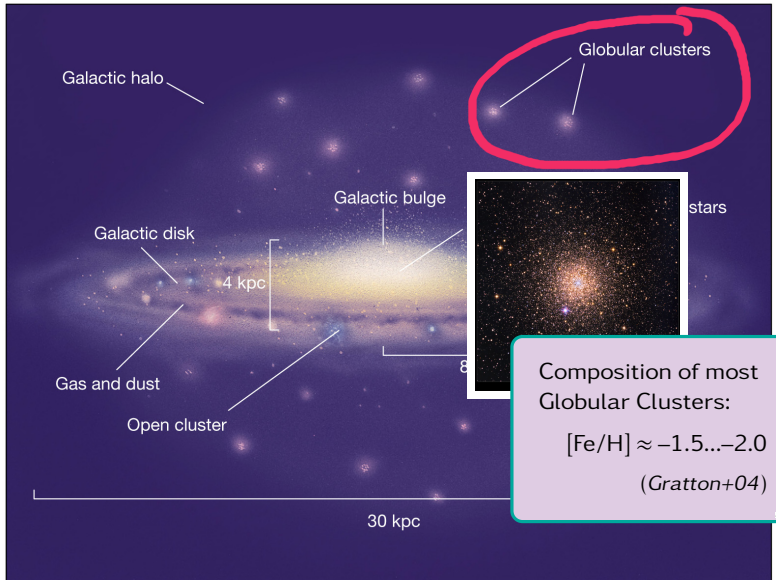 Globular clusters
Galactic halo
Galactic bulge
stars
Galactic disk
4 kpc
8
Gas and dust
Open cluster
Composition of most
Globular Clusters:
[Fe/H] ≈ –1.5...–2.0
(Gratton+04)
30 kpc